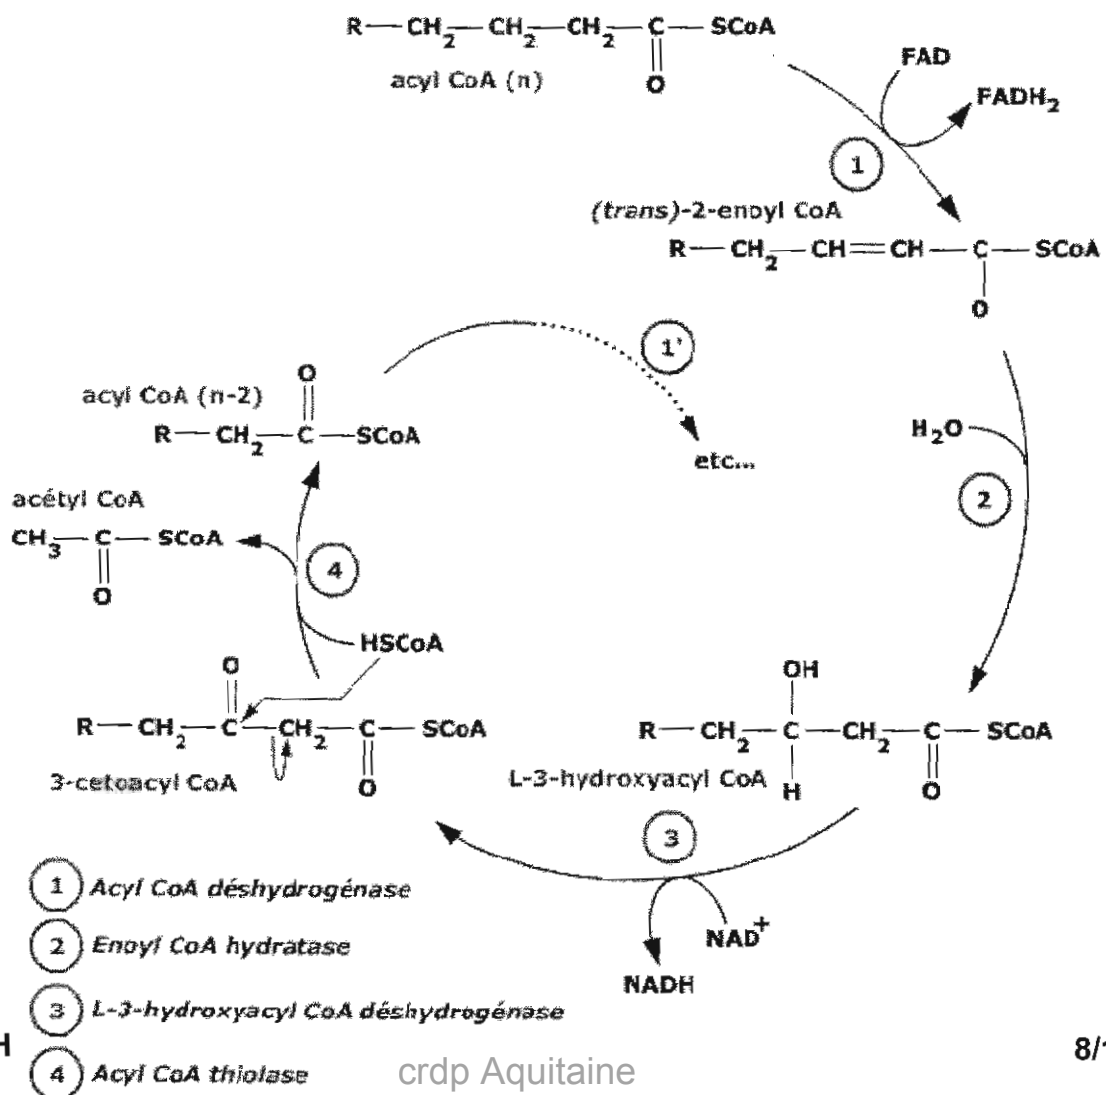 R—CH2—CH2—CH2—C—SCoA
acyl CoA (n)
O
FAD
FADH2
1
(trans)-2-enoyl CoA
R—CH2—CH=CH—C—SCoA
O
1'
etc...
O
acyl CoA (n-2)
R—CH2—C—SCoA
H2O
2
acétyl CoA
CH3—C—SCoA
O
4
HSCoA
O
R—CH2—C—CH2—C—SCoA
3-cetoacyl CoA
O
OH
R—CH2—C—CH2—C—SCoA
L-3-hydroxyacyl CoA
H
O
3
NAD+
NADH
1 Acyl CoA déshydrogénase
2 Enoyl CoA hydratase
3 L-3-hydroxyacyl CoA déshydrogénase
4 Acyl CoA thiolase
crdp Aquitaine
8/